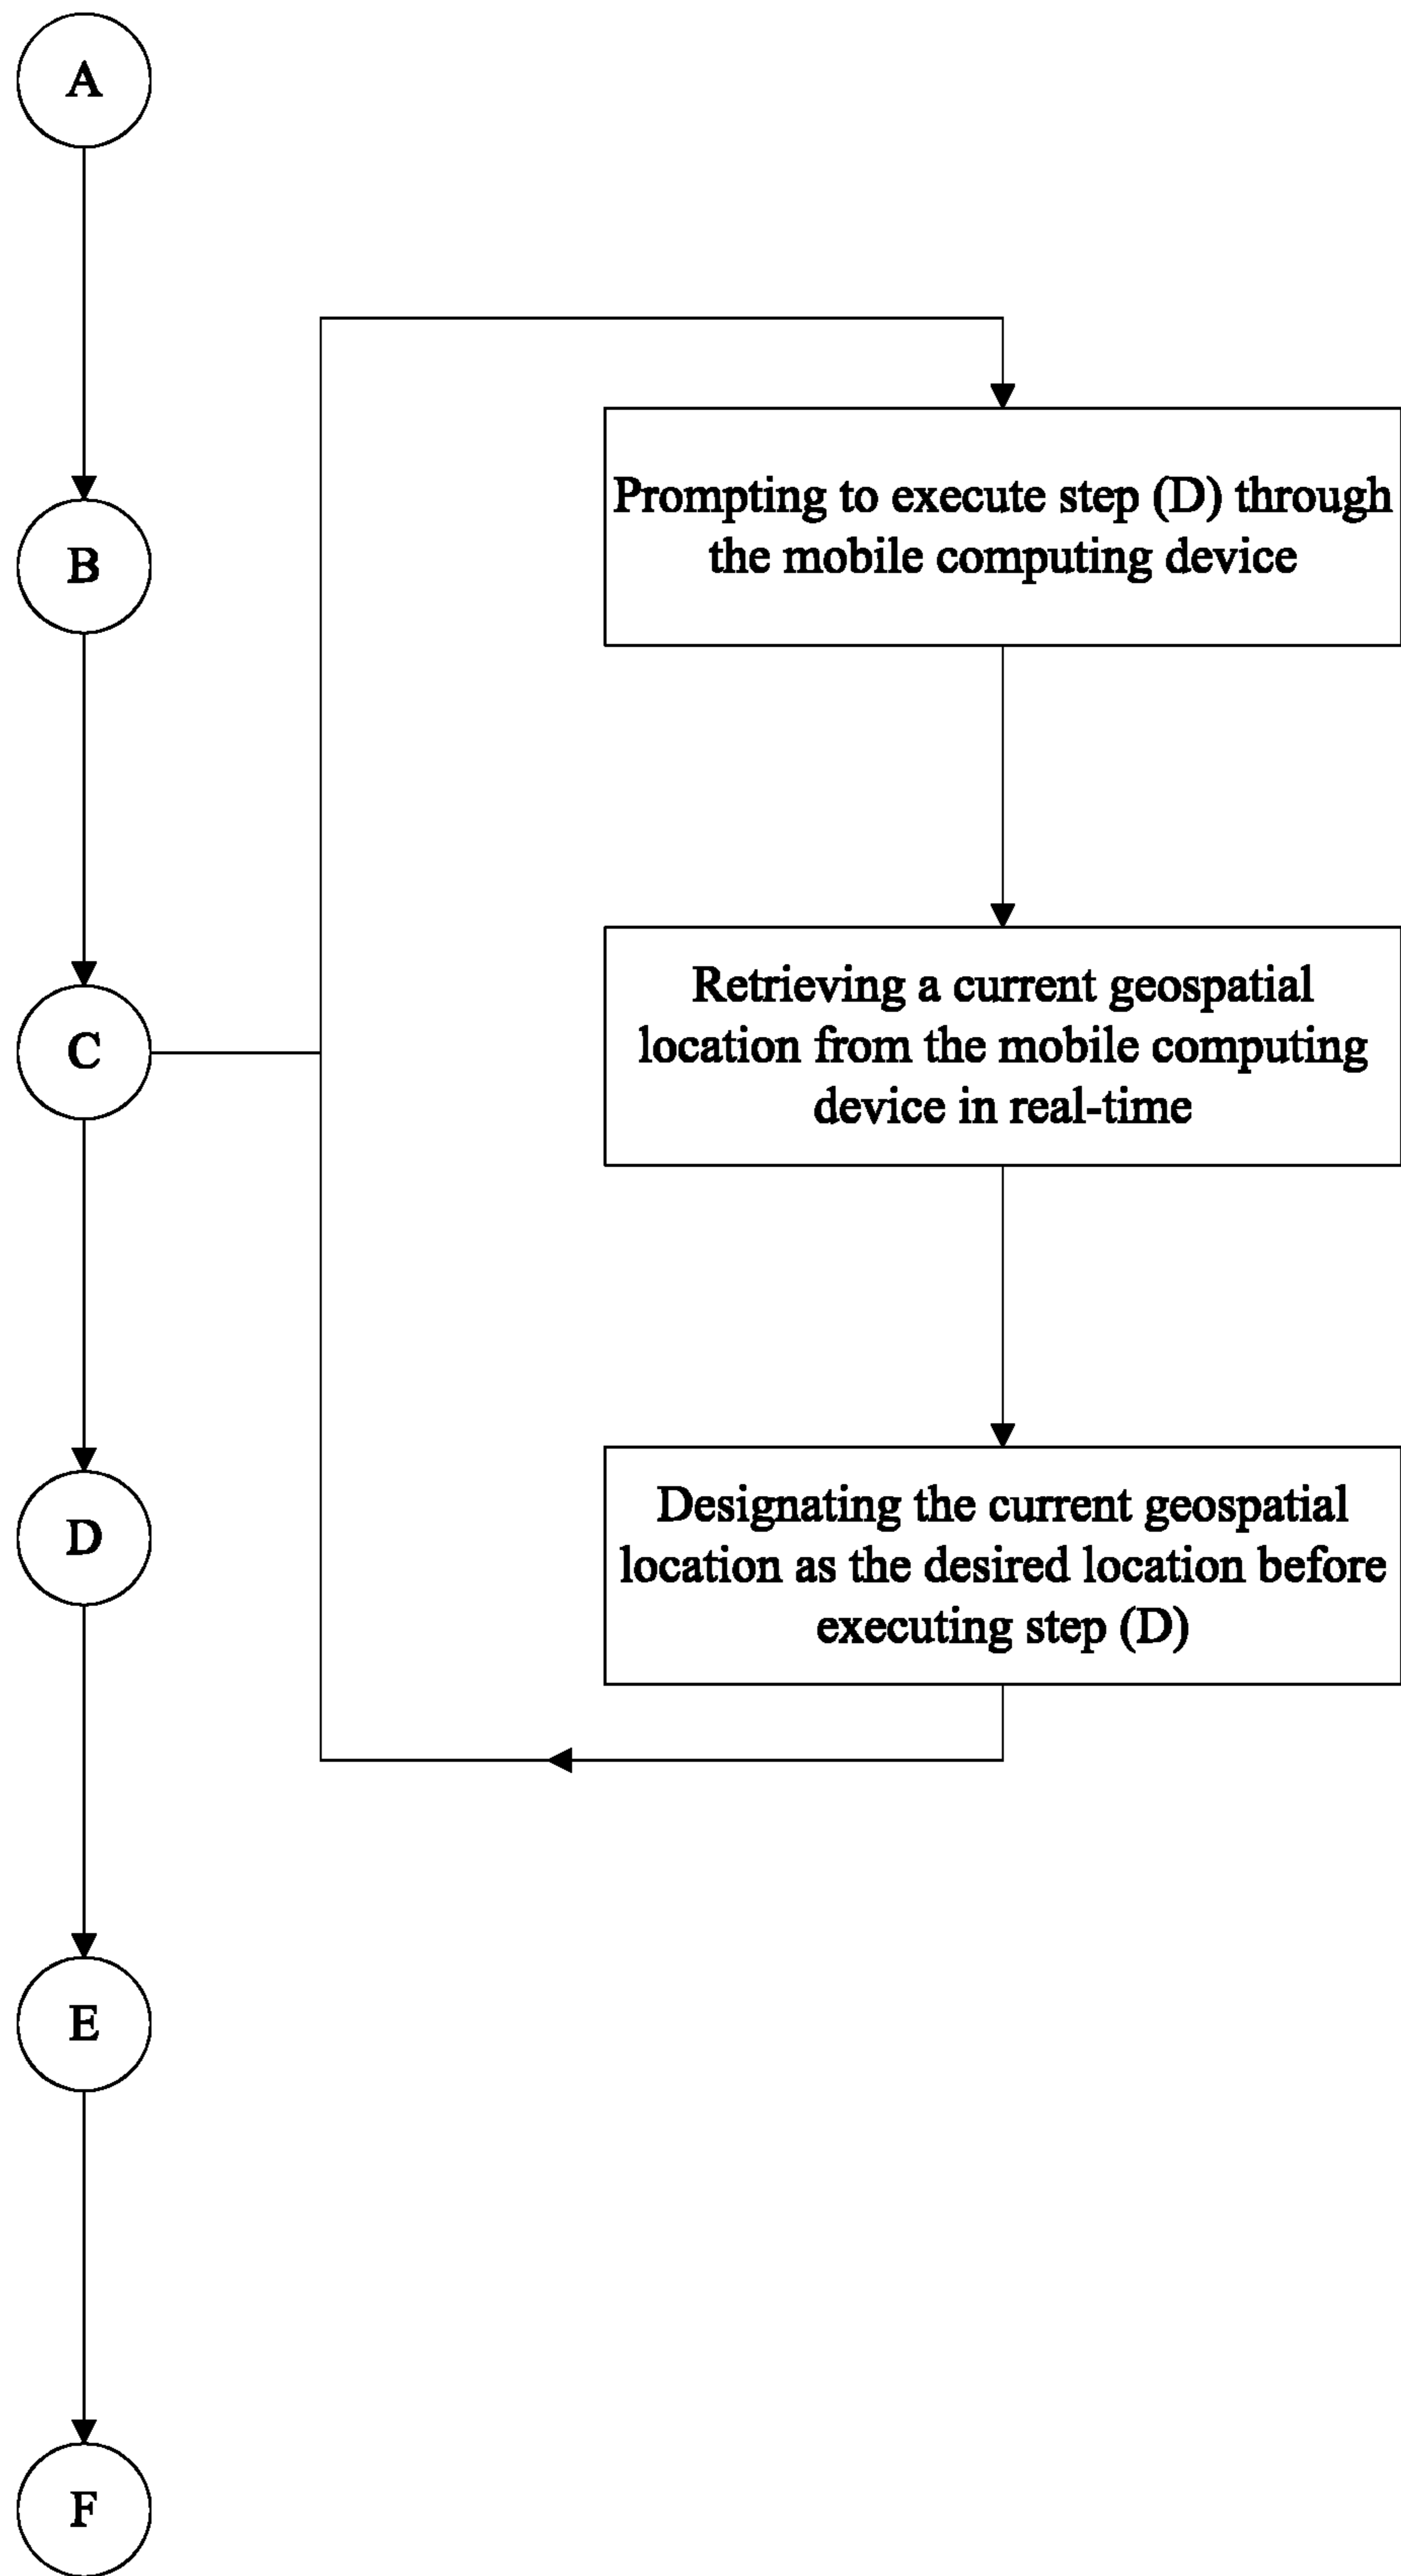 A
B
C
D
E
F
Prompting to execute step (D) through
the mobile computing device
Retrieving a current geospatial
location from the mobile computing
device in real-time
Designating the current geospatial
location as the desired location before
executing step (D)